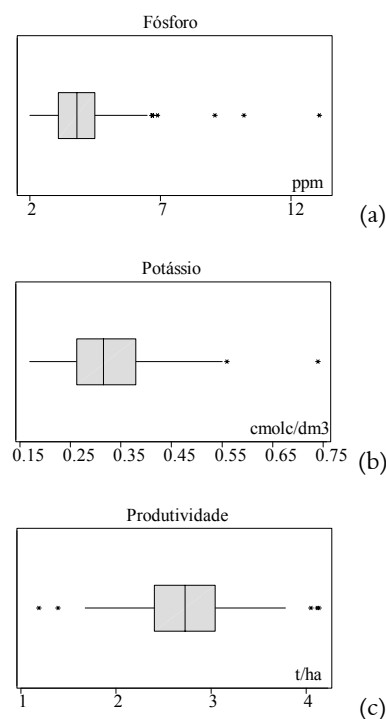 Fósforo
ppm
2 7 12
(a)
Potássio
cmolc/dm3
0.15 0.25 0.35 0.45 0.55 0.65 0.75
(b)
Produtividade
t/ha
1 2 3 4
(c)